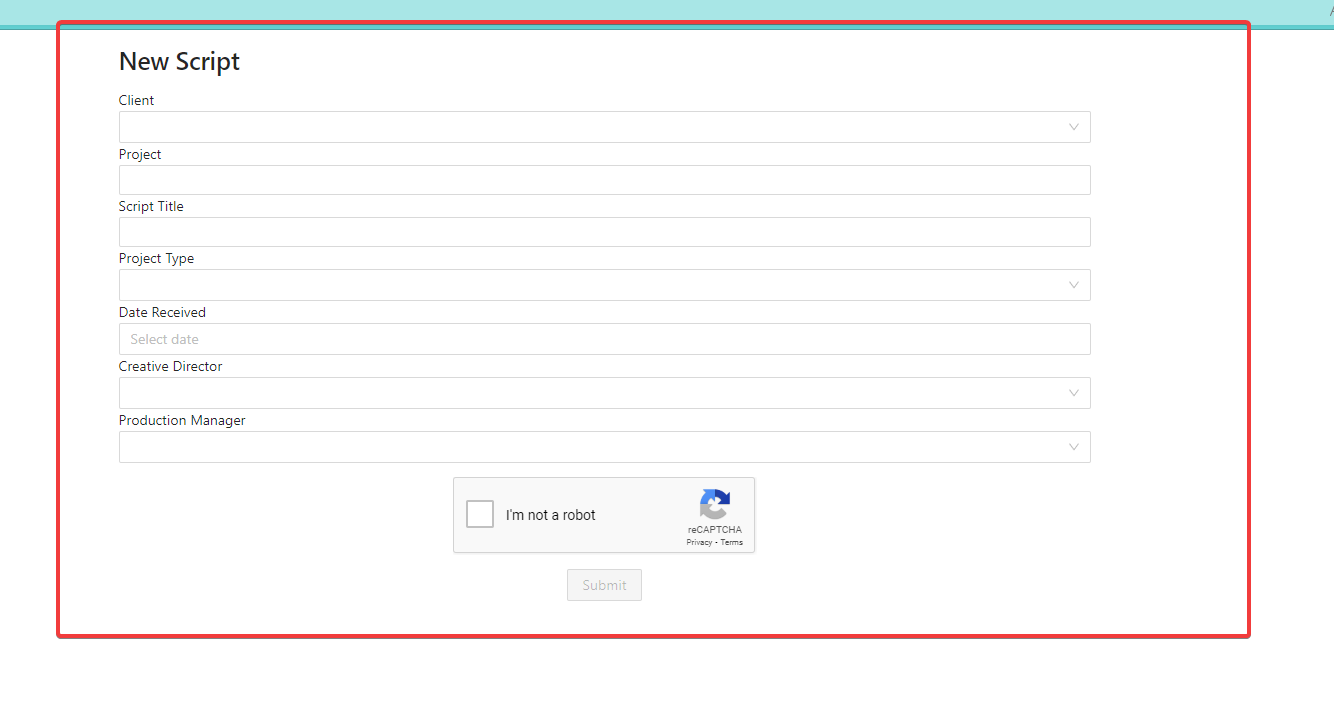 New Script
Client
Project
Script Title
Project Type
Date Received
Select date
Creative Director
Production Manager
I'm not a robot
reCAPTCHA
Privacy - Terms
Submit